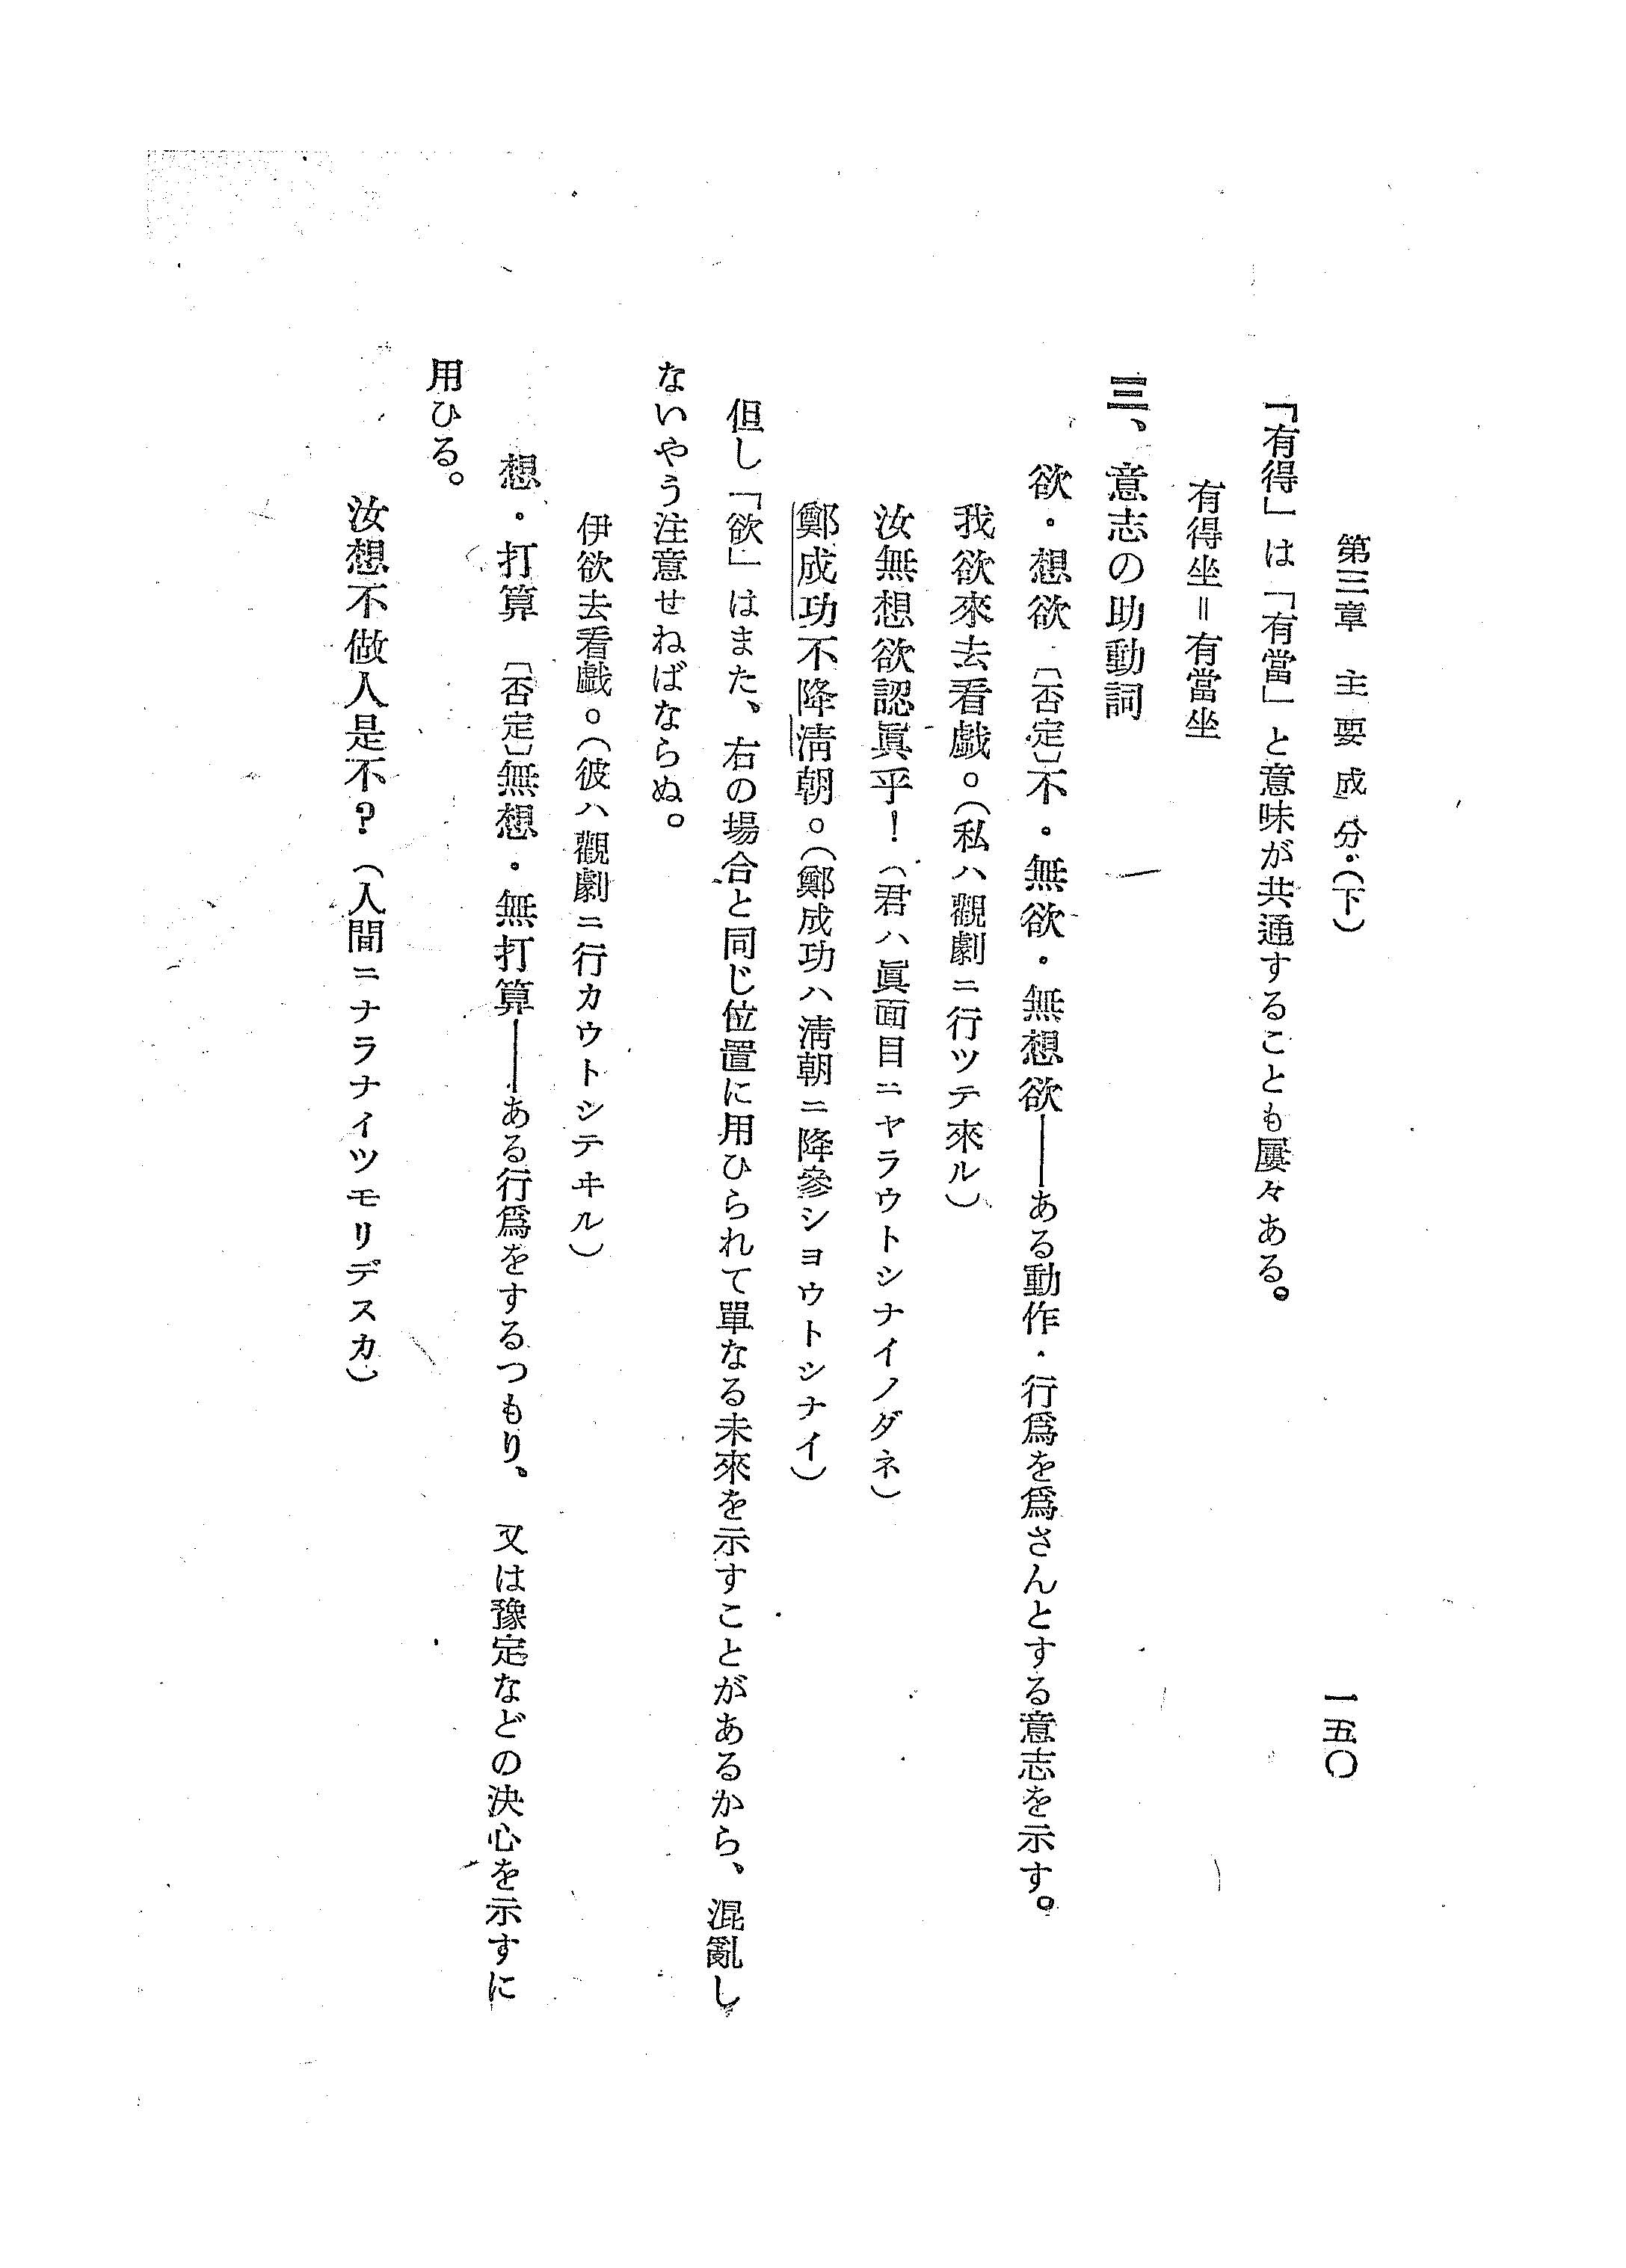 第三章　主要成分（下）
一五〇
「有得」は「有當」と意味が共通することも屢々ある。
有得坐＝有當坐
三、意志の助動詞
欲・想欲〔否定〕不・無欲・無想欲――ある動作・行爲を爲さんとする意志を示す。
我欲來去看戲。（私ハ觀劇ニ行ツテ來ル）
汝無想欲認眞乎！（君ハ眞面目ニヤラウトシナイノダネ）
鄭成功不降淸朝。（鄭成功ハ淸朝ニ降參シヨウトシナイ）
但し「欲」はまた、右の場合と同じ位置に用ひられて單なる未來を示すことがあるから、混亂し
ないやう注意せねばならぬ。
伊欲去看戲。（彼ハ觀劇ニ行カウトシテヰル）
想・打算〔否定〕無想・無打算――ある行爲をするつもり、又は豫定などの決心を示すに
用ひる。
汝想不做人是不？（人間ニナラナイツモリデスカ）